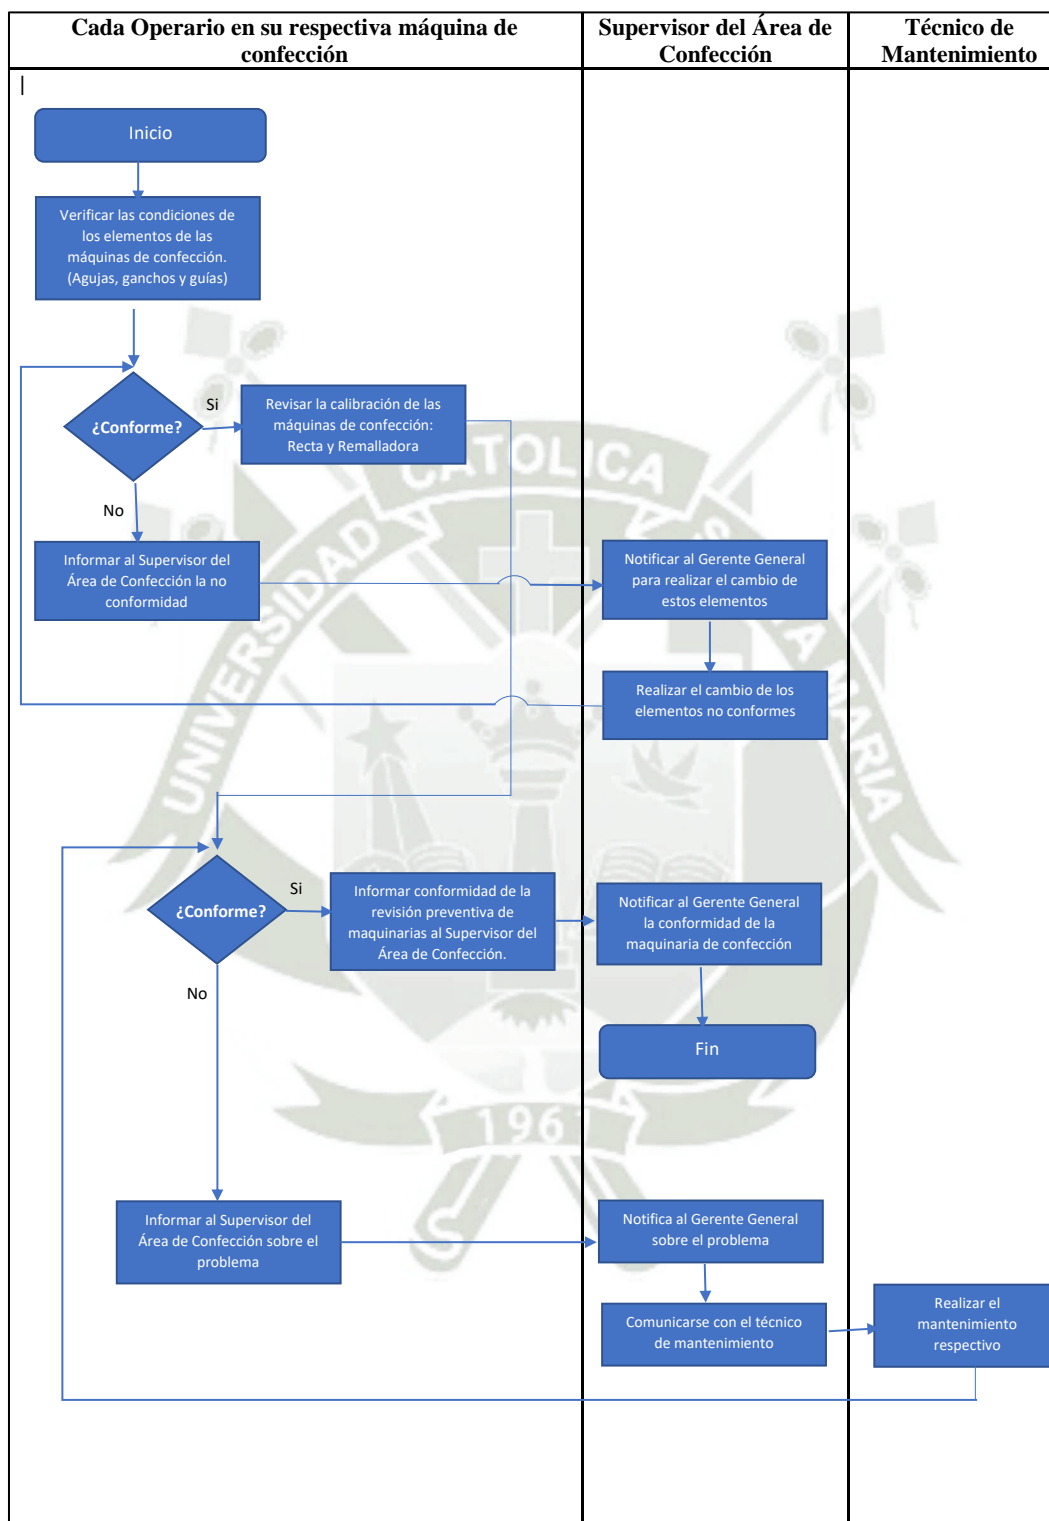 Cada Operario en su respectiva máquina de
confección
Supervisor del Área de
Confección
Técnico de
Mantenimiento
|
Inicio
Verificar las condiciones de
los elementos de las
máquinas de confección.
(Agujas, ganchos y guías)
¿Conforme?
Si
Revisar la calibración de las
máquinas de confección:
Recta y Remalladora
No
Informar al Supervisor del
Área de Confección la no
conformidad
Notificar al Gerente General
para realizar el cambio de
estos elementos
Realizar el cambio de los
elementos no conformes
¿Conforme?
Si
Informar conformidad de la
revisión preventiva de
maquinarias al Supervisor del
Área de Confección.
Notificar al Gerente General
la conformidad de la
maquinaria de confección
No
Fin
Informar al Supervisor del
Área de Confección sobre el
problema
Notifica al Gerente General
sobre el problema
Comunicarse con el técnico
de mantenimiento
Realizar el
mantenimiento
respectivo
UNIVERSIDAD CATOLICA
MARIA
1961